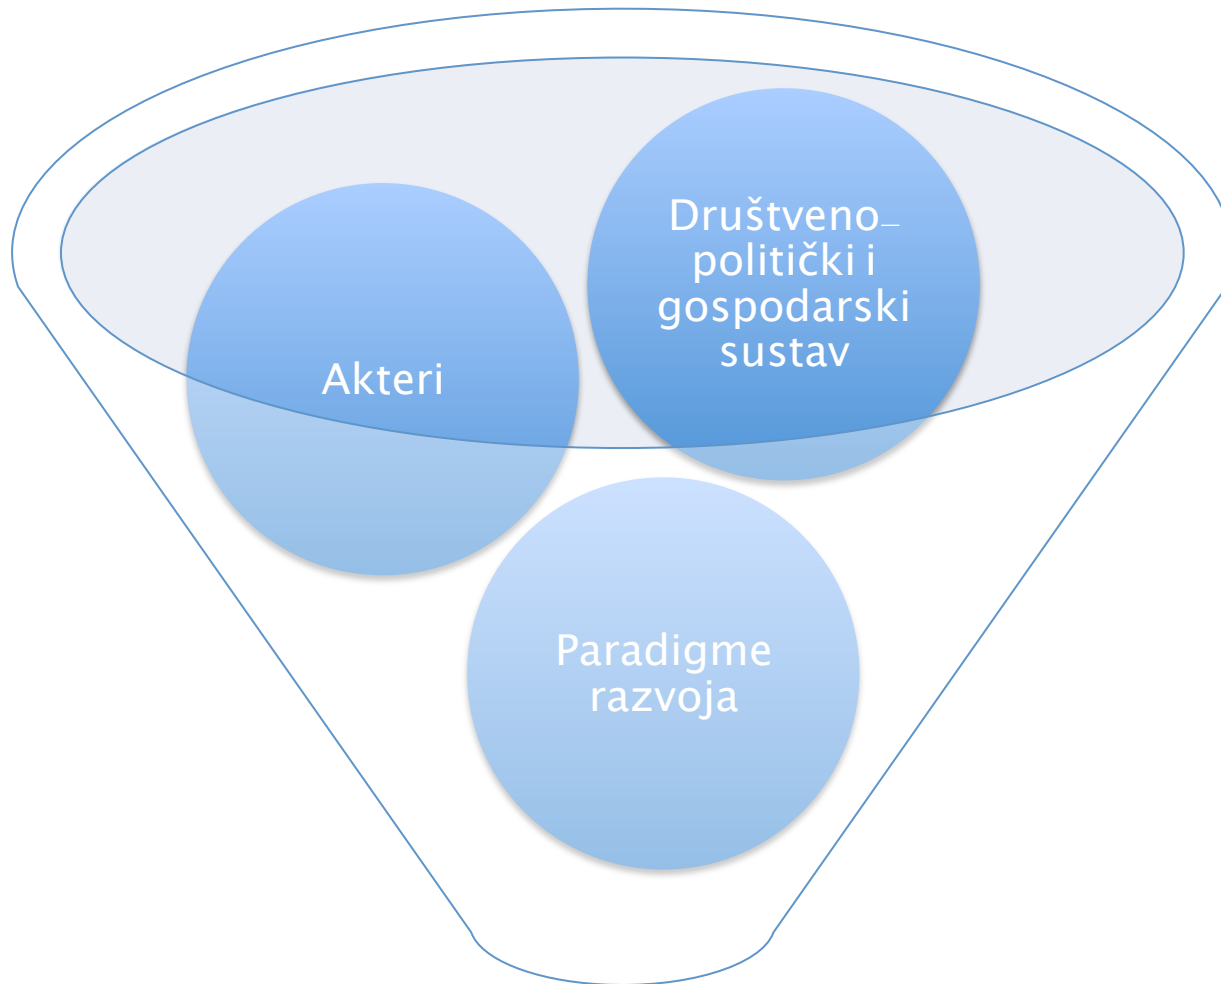 Društveno–
politički i
gospodarski
sustav
Akteri
Paradigme
razvoja